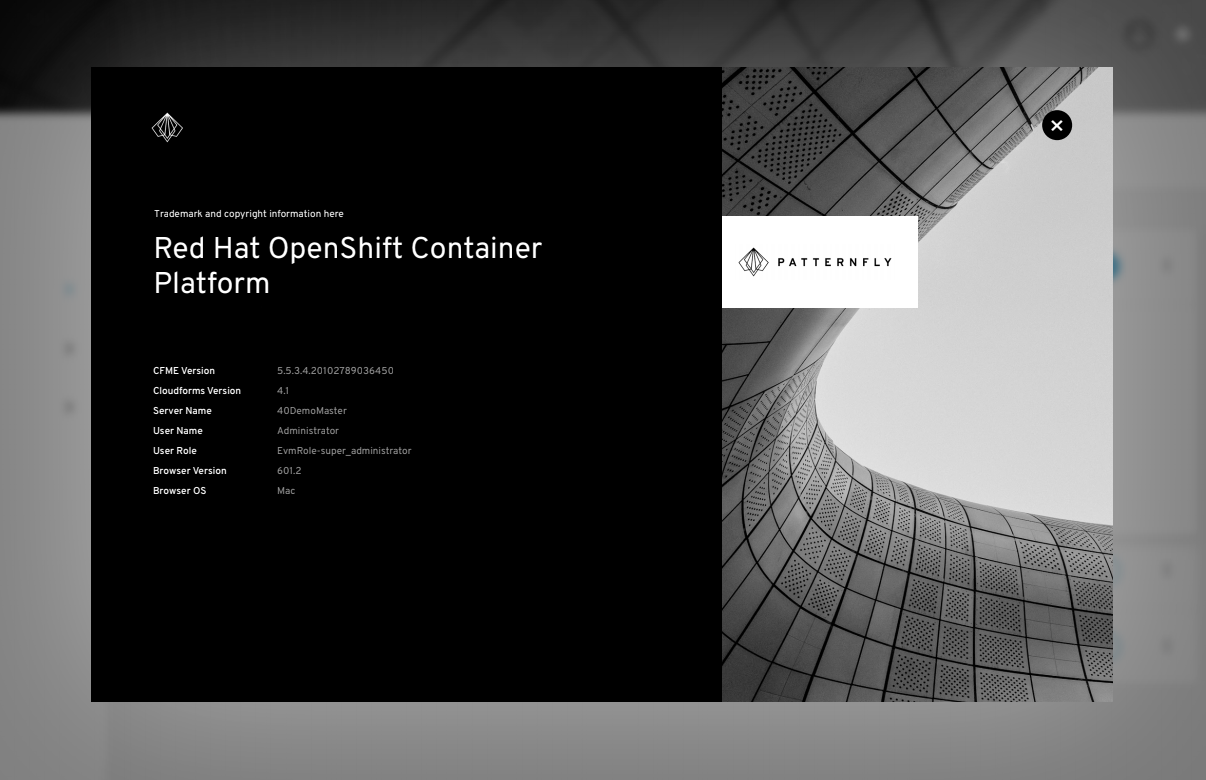 Trademark and copyright information here
Red Hat OpenShift Container
Platform
PATTERNFLY
CFME Version 5.5.3.4.20102789036450
Cloudforms Version 4.1
Server Name 40DemoMaster
User Name Administrator
User Role EvmRole-super_administrator
Browser Version 601.2
Browser OS Mac